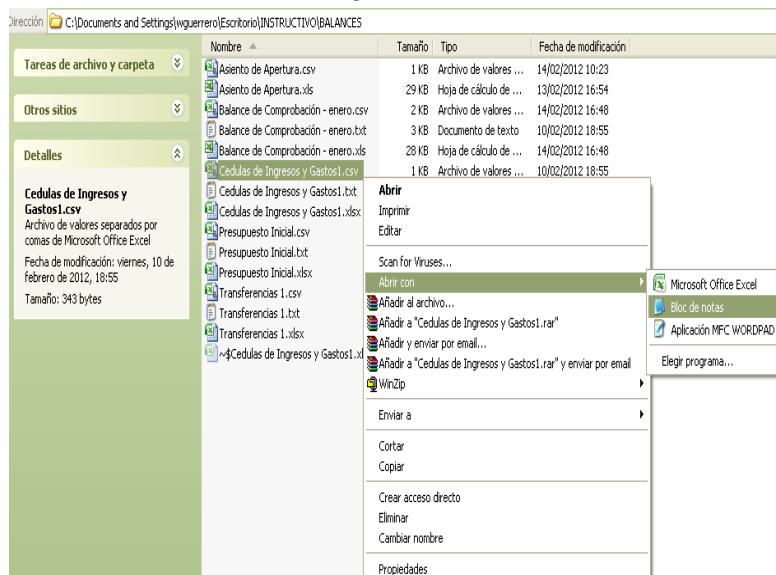 Dirección C:\Documents and Settings\wguerrero\Escritorio\INSTRUCTIVO\BALANCES
Tareas de archivo y carpeta
Otros sitios
Detalles
Cedulas de Ingresos y
Gastos1.csv
Archivo de valores separados por
comas de Microsoft Office Excel
Fecha de modificación: viernes, 10 de
febrero de 2012, 18:55
Tamaño: 343 bytes
Nombre Tamaño Tipo Fecha de modificación
Asiento de Apertura.csv 1 KB Archivo de valores ... 14/02/2012 10:23
Asiento de Apertura.xls 29 KB Hoja de cálculo de ... 13/02/2012 16:54
Balance de Comprobación - enero.csv 2 KB Archivo de valores ... 14/02/2012 16:48
Balance de Comprobación - enero.txt 3 KB Documento de texto 10/02/2012 18:55
Balance de Comprobación - enero.xls 28 KB Hoja de cálculo de ... 14/02/2012 16:48
Cedulas de Ingresos y Gastos1.csv 1 KB Archivo de valores ... 10/02/2012 18:55
Cedulas de Ingresos y Gastos1.txt
Cedulas de Ingresos y Gastos1.xlsx
Presupuesto Inicial.csv
Presupuesto Inicial.txt
Presupuesto Inicial.xlsx
Transferencias 1.csv
Transferencias 1.txt
Transferencias 1.xlsx
~$Cedulas de Ingresos y Gastos1.xl
Abrir
Imprimir
Editar
Scan for Viruses...
Abrir con
Añadir al archivo...
Añadir a "Cedulas de Ingresos y Gastos1.rar"
Añadir y enviar por email...
Añadir a "Cedulas de Ingresos y Gastos1.rar" y enviar por email
WinZip
Enviar a
Cortar
Copiar
Crear acceso directo
Eliminar
Cambiar nombre
Propiedades
Microsoft Office Excel
Bloc de notas
Aplicación MFC WORDPAD
Elegir programa...